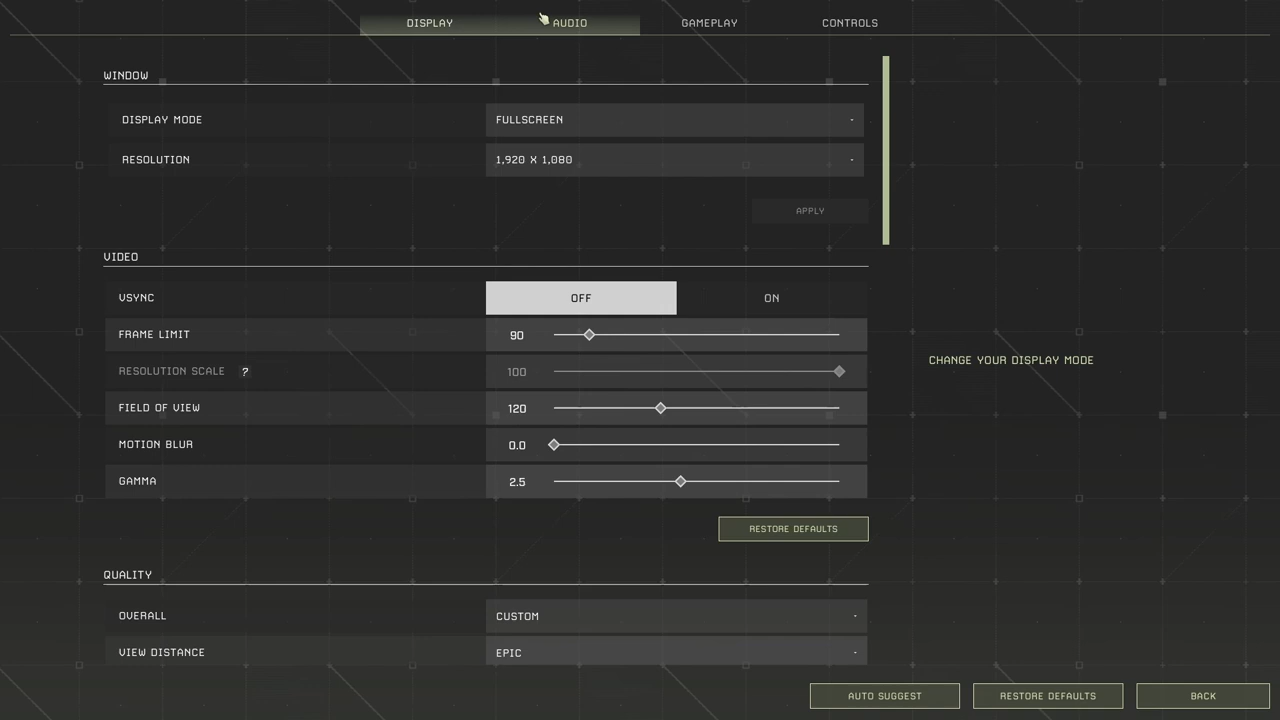 DISPLAY
AUDIO
GAMEPLAY
CONTROLS
WINDOW
DISPLAY MODE
FULLSCREEN
RESOLUTION
1,920 X 1,080
APPLY
VIDEO
VSYNC
OFF
ON
FRAME LIMIT
90
RESOLUTION SCALE ?
100
FIELD OF VIEW
120
MOTION BLUR
0.0
GAMMA
2.5
CHANGE YOUR DISPLAY MODE
RESTORE DEFAULTS
QUALITY
OVERALL
CUSTOM
VIEW DISTANCE
EPIC
AUTO SUGGEST
RESTORE DEFAULTS
BACK